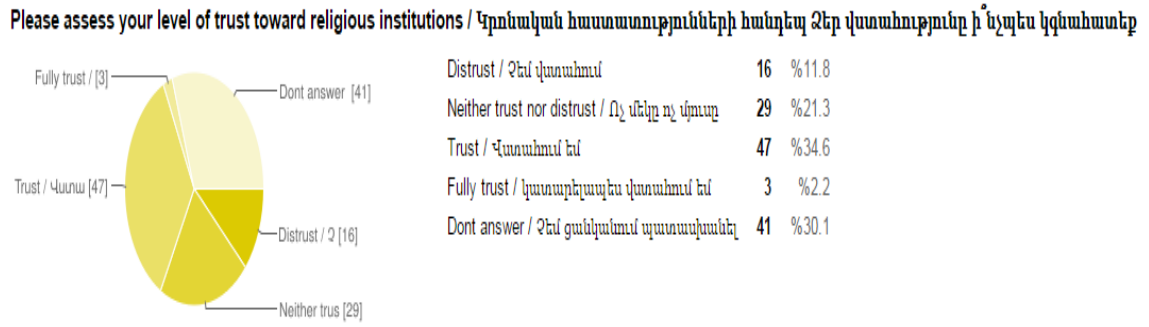 Please assess your level of trust toward religious institutions / Կրոնական հաստատությունների հանդեպ Ձեր վստահությունը ի՞նչպես կգնահատեք
Fully trust / [3]
Dont answer [41]
Trust / Վստա [47]
Distrust / Չ [16]
Neither trus [29]
Distrust / Չեմ վստահում 16 %11.8
Neither trust nor distrust / Ոչ մեկը ոչ մյուսը 29 %21.3
Trust / Վստահում եմ 47 %34.6
Fully trust / կատարելապես վստահում եմ 3 %2.2
Dont answer / Չեմ ցանկանում պատասխանել 41 %30.1